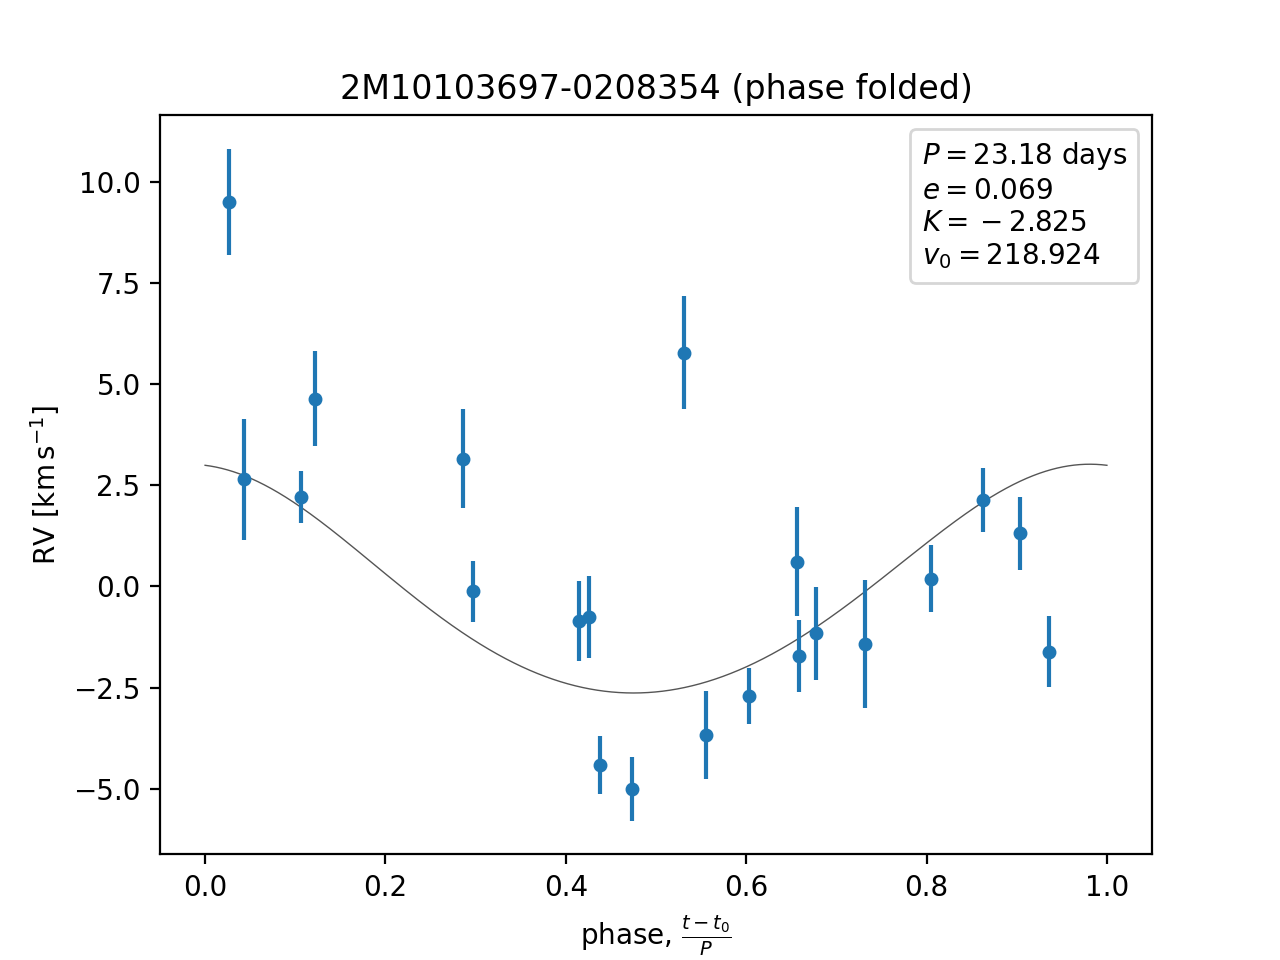 2M10103697-0208354 (phase folded)
P = 23.18 days
e = 0.069
K = −2.825
v₀ = 218.924
10.0
7.5
5.0
2.5
0.0
−2.5
−5.0
RV [km s⁻¹]
0.0 0.2 0.4 0.6 0.8 1.0
phase, (t − t₀)/P